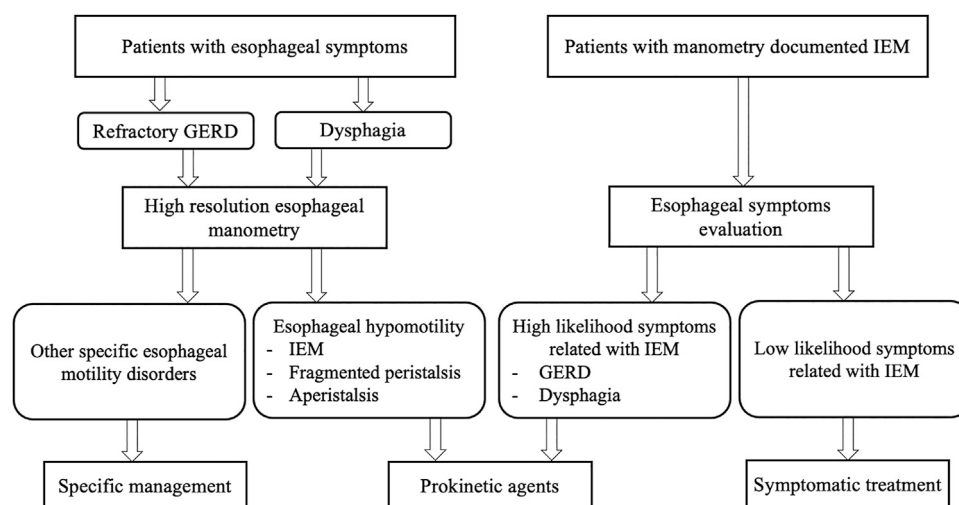 Patients with esophageal symptoms
Refractory GERD
Dysphagia
High resolution esophageal
manometry
Other specific esophageal
motility disorders
Esophageal hypomotility
- IEM
- Fragmented peristalsis
- Aperistalsis
Specific management
Patients with manometry documented IEM
Esophageal symptoms
evaluation
High likelihood symptoms
related with IEM
- GERD
- Dysphagia
Low likelihood symptoms
related with IEM
Prokinetic agents
Symptomatic treatment